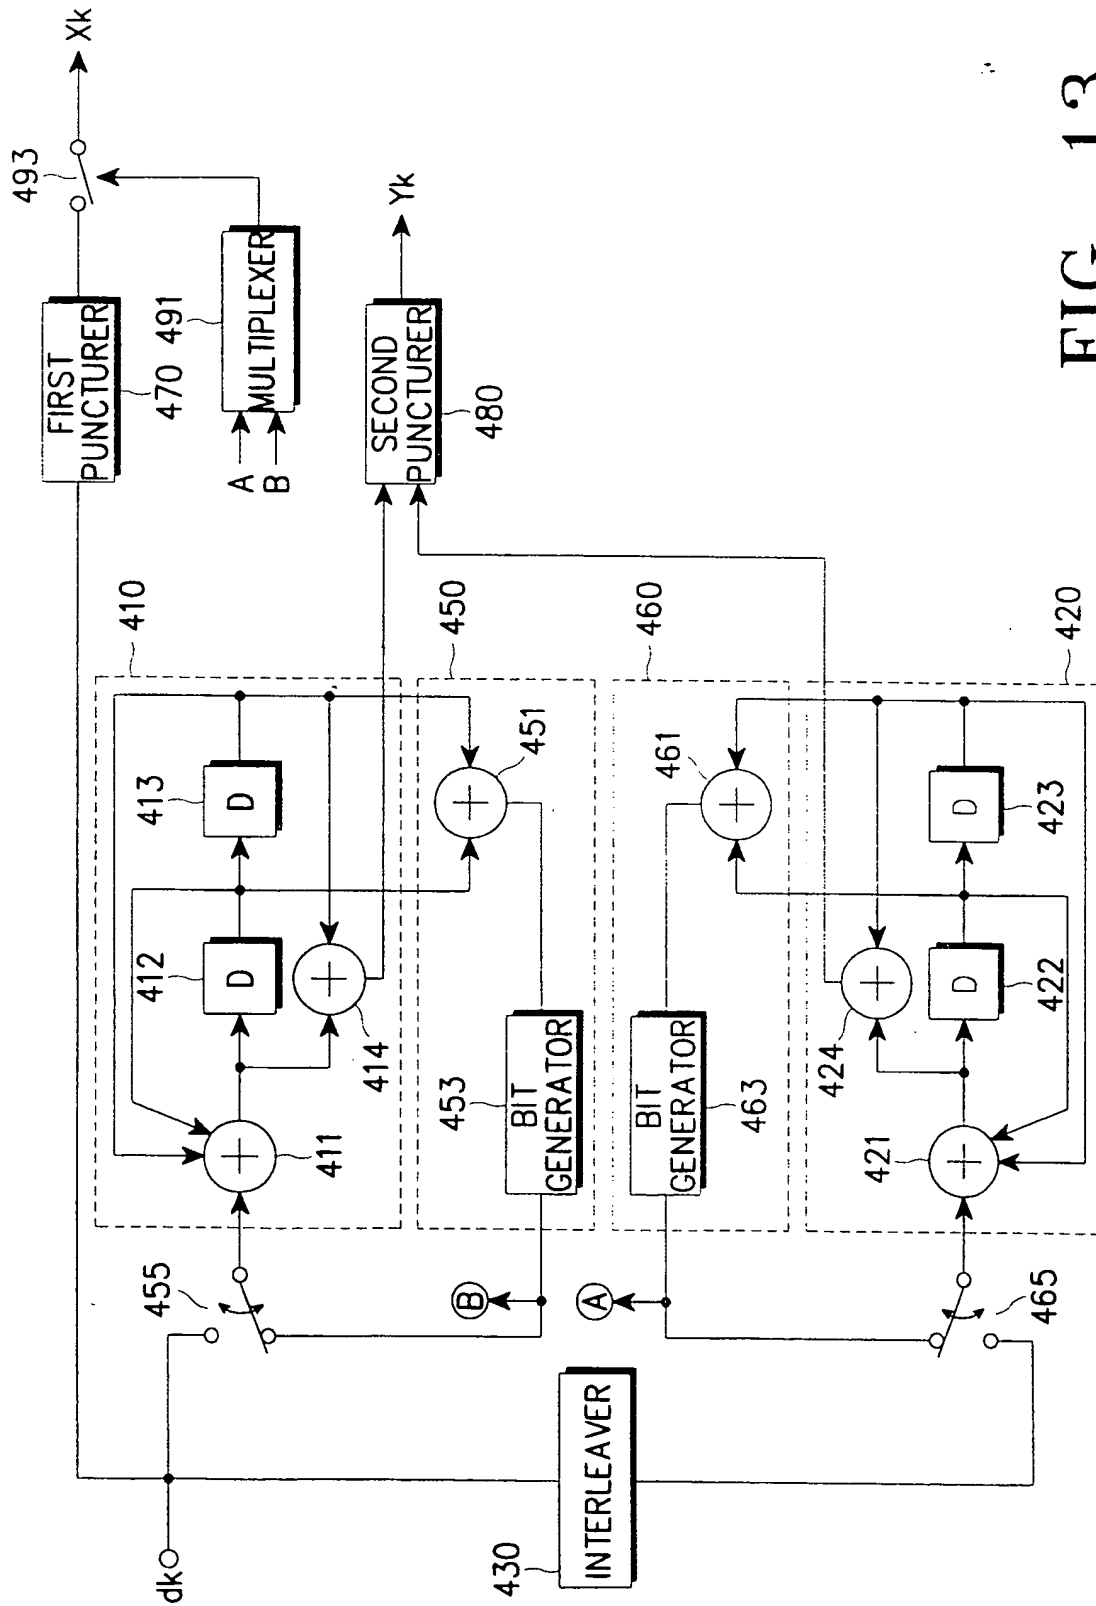 dk
430
INTERLEAVER
455
465
B
A
411
421
453
BIT
GENERATOR
BIT
GENERATOR
463
412
D
413
D
414
424
D
422
D
423
451
461
410
450
460
420
FIRST
PUNCTURER
470
A
B
MULTIPLEXER
491
493
Xk
SECOND
PUNCTURER
480
Yk
FIG. 13